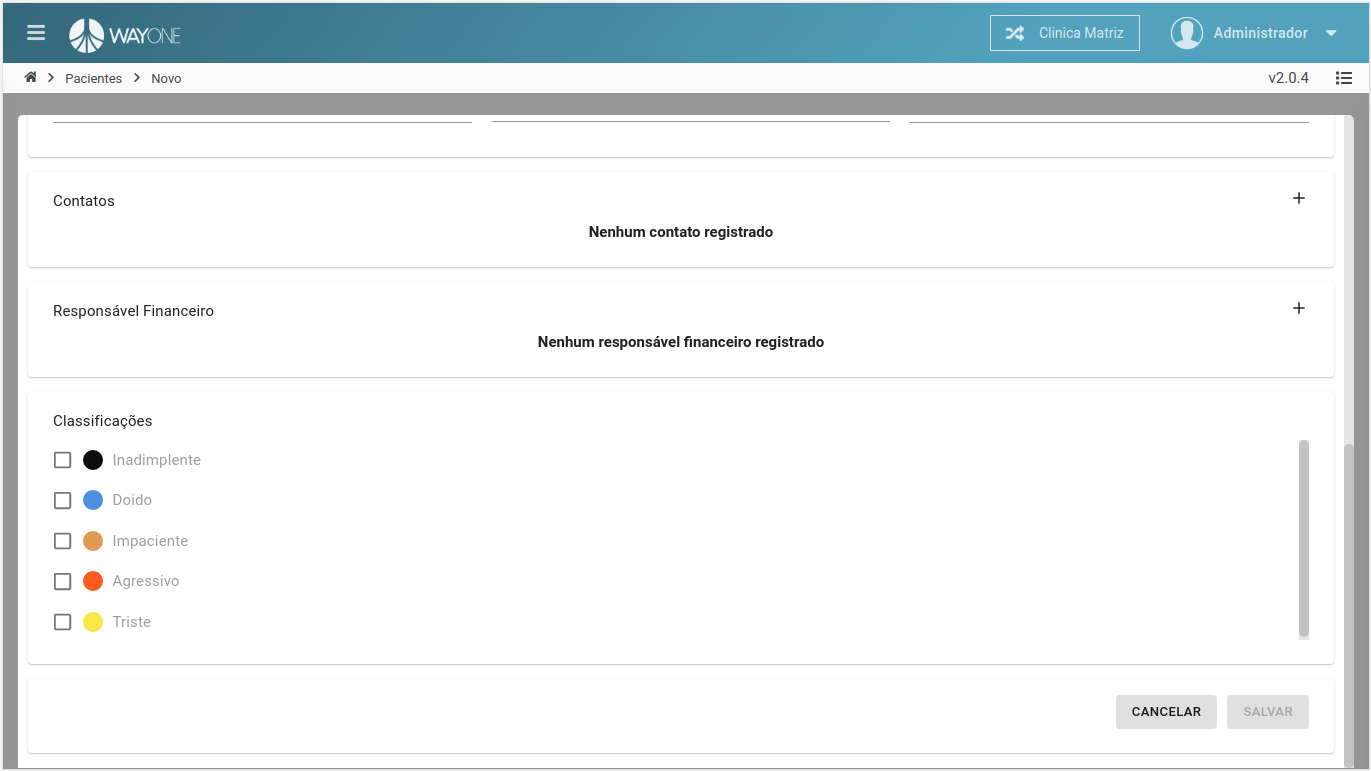 WAYONE
Clinica Matriz
Administrador
Pacientes
Novo
v2.0.4
Contatos
Nenhum contato registrado
Responsável Financeiro
Nenhum responsável financeiro registrado
Classificações
Inadimplente
Doido
Impaciente
Agressivo
Triste
CANCELAR
SALVAR